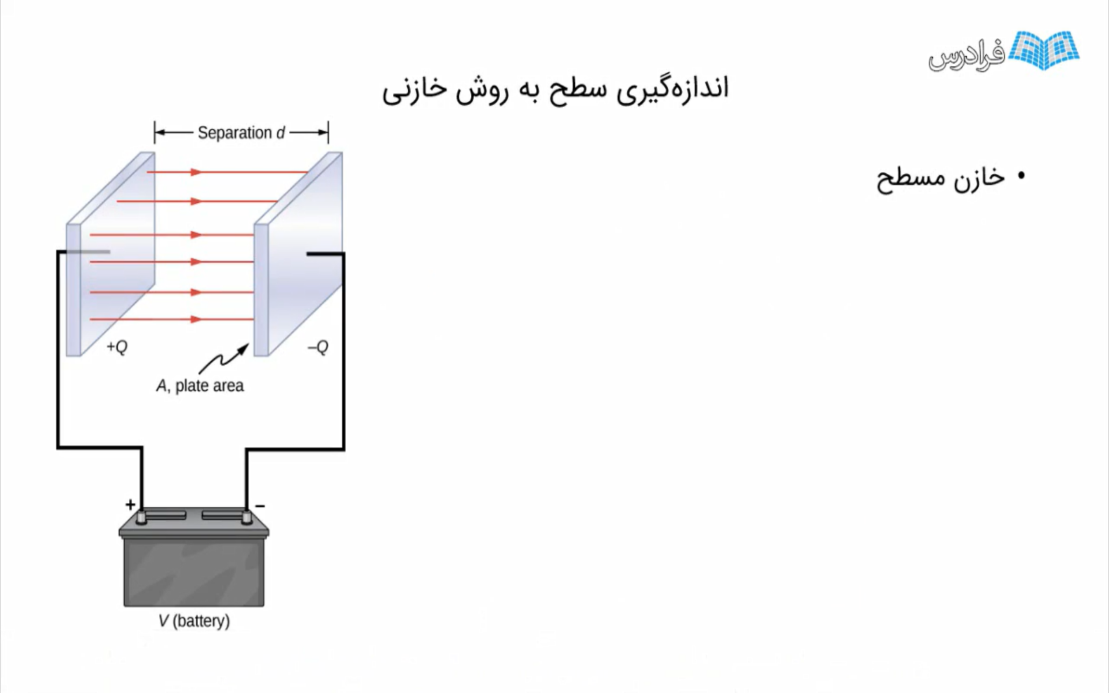 فرادرس
اندازه‌گیری سطح به روش خازنی
• خازن مسطح
Separation d
+Q
–Q
A, plate area
+
–
V (battery)